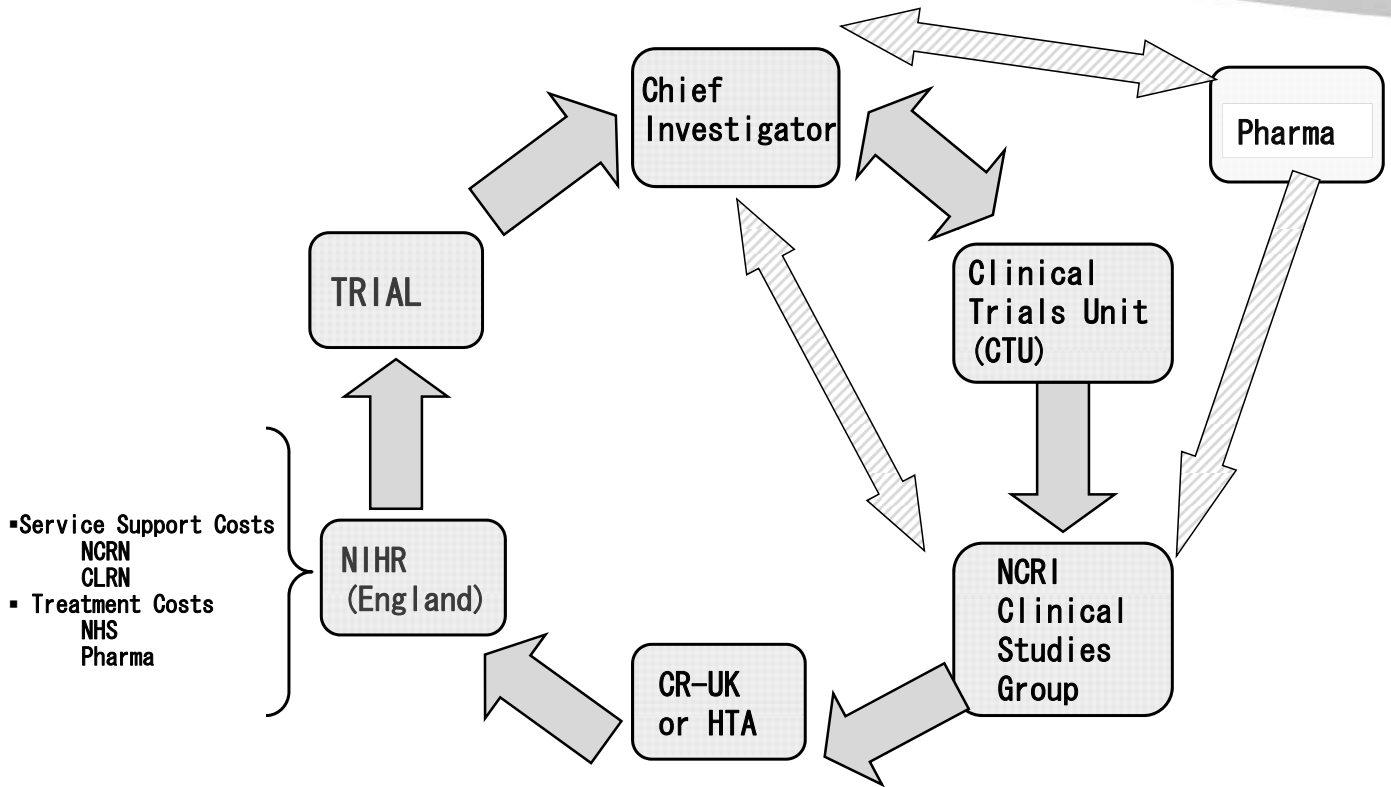 Chief
Investigator
Pharma
TRIAL
Clinical
Trials Unit
(CTU)
▪Service Support Costs
NCRN
CLRN
▪ Treatment Costs
NHS
Pharma
NIHR
(England)
NCRI
Clinical
Studies
Group
CR-UK
or HTA